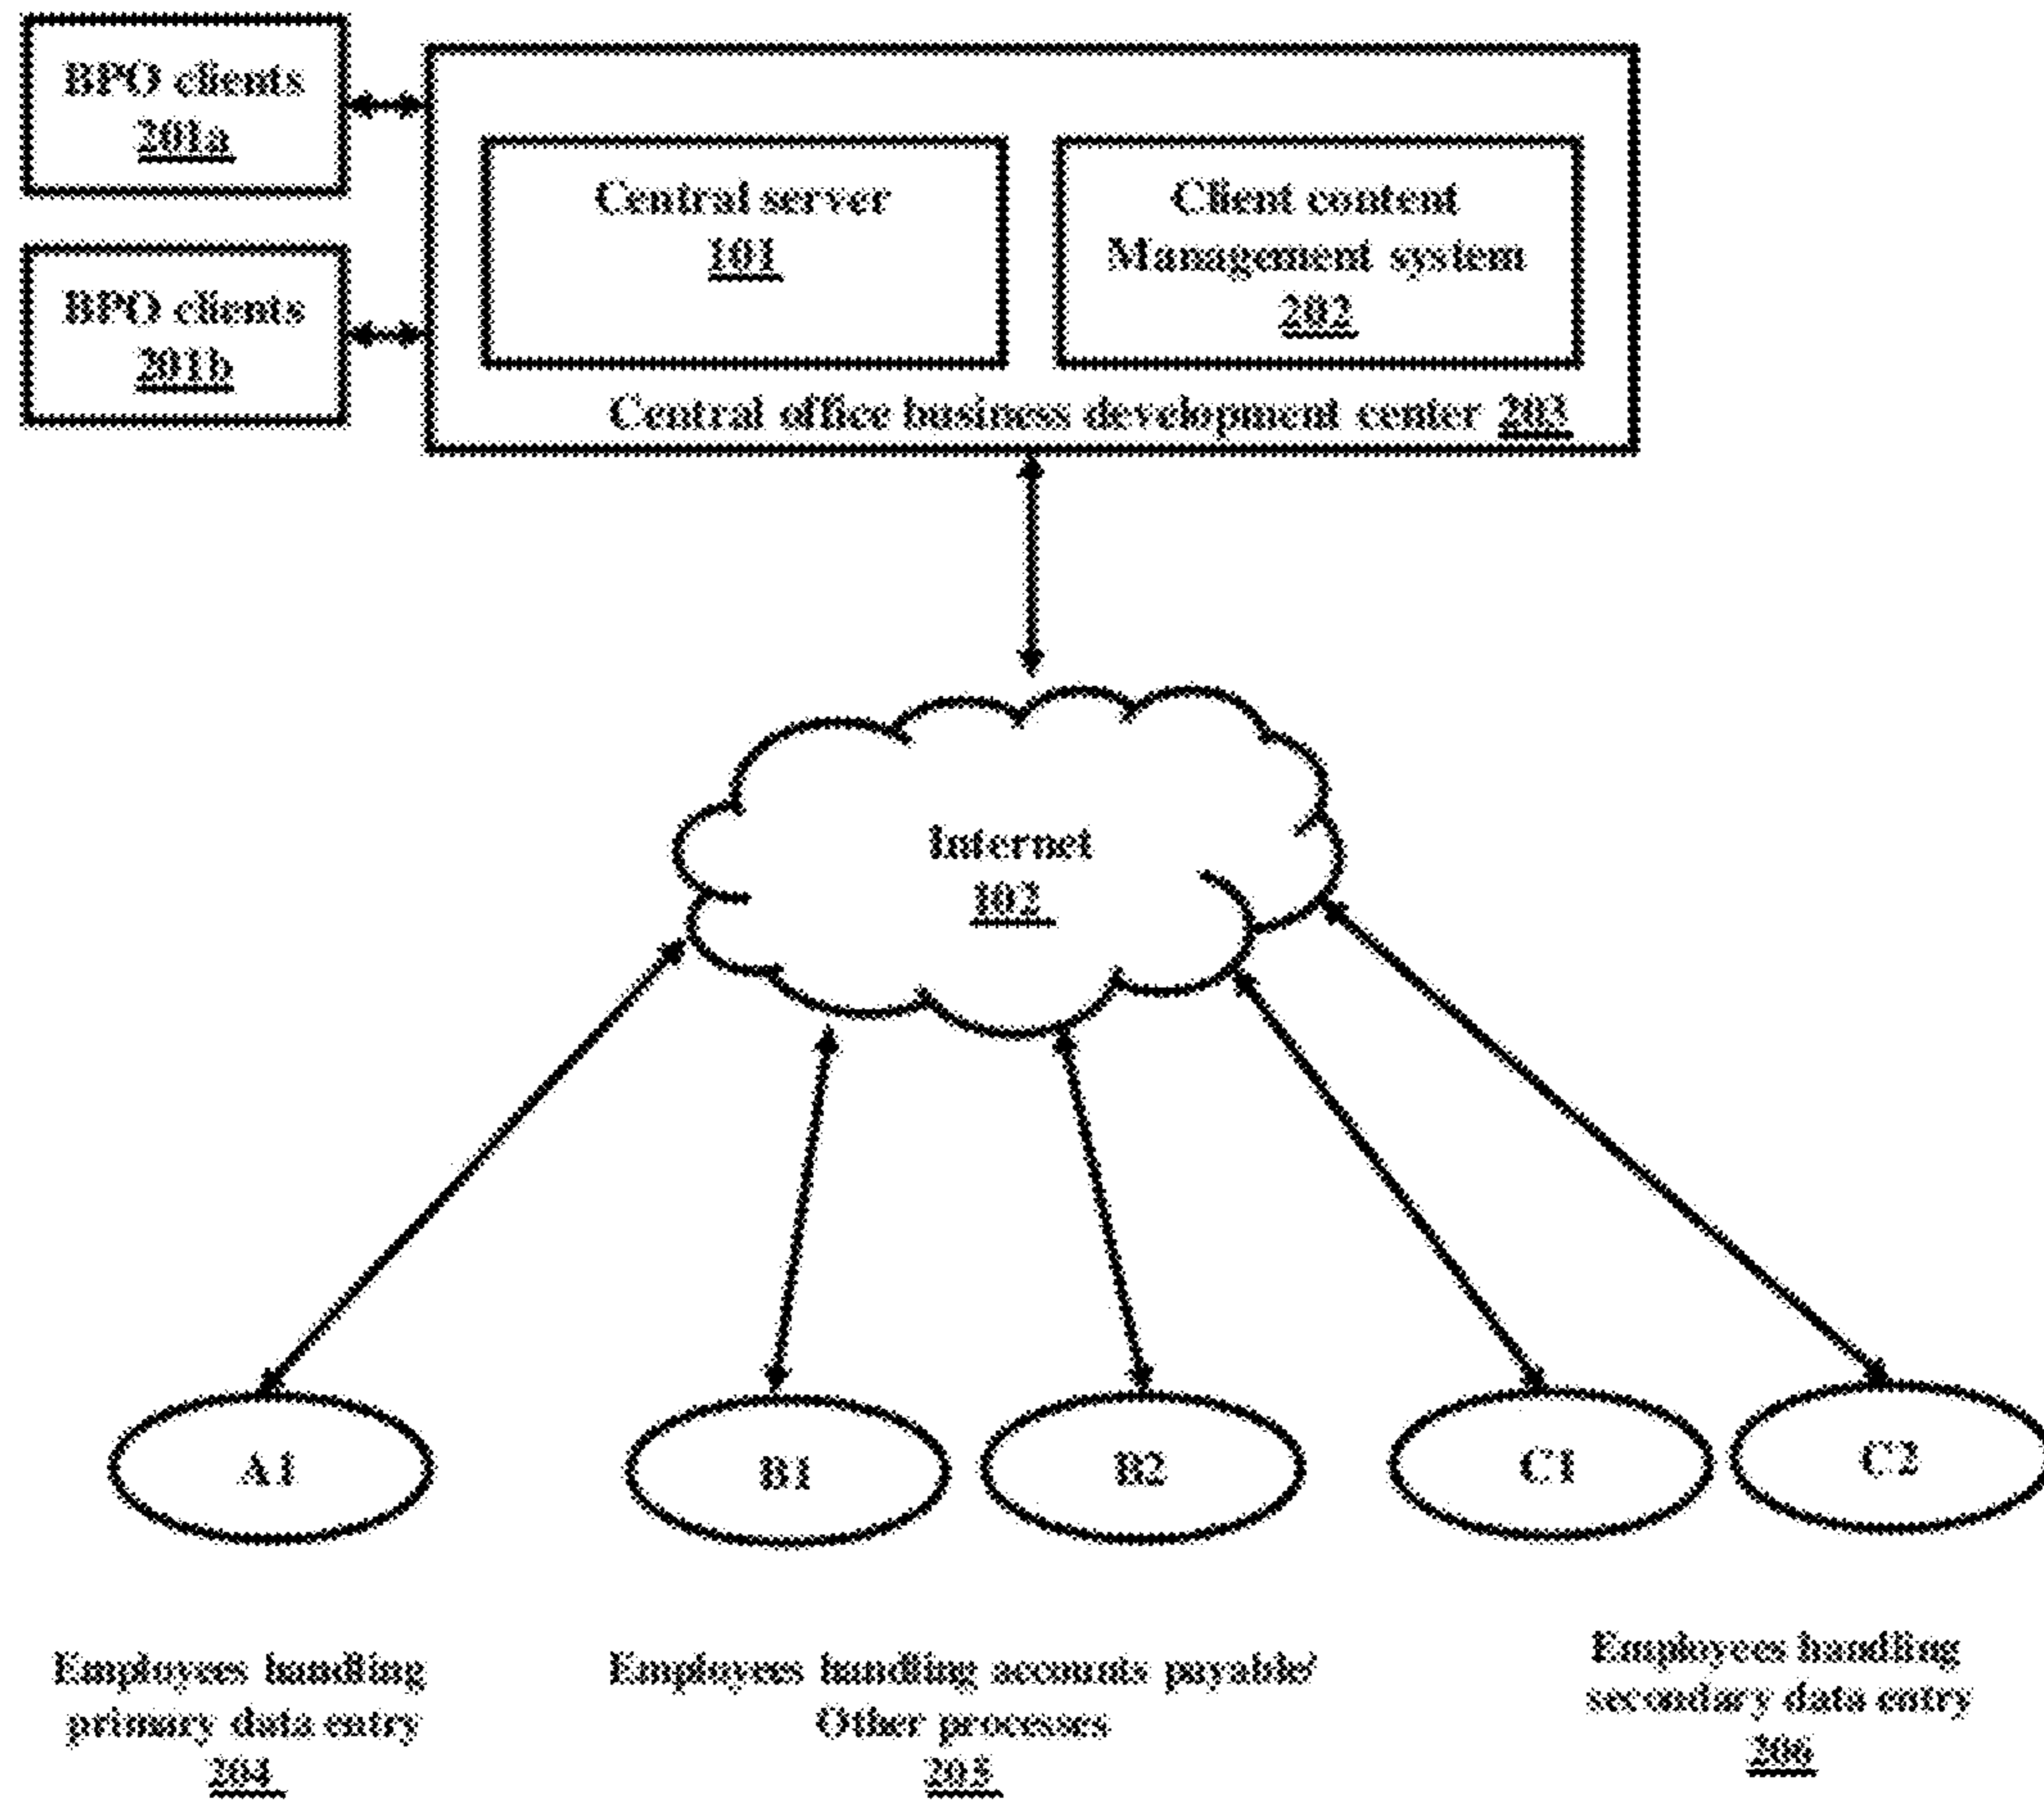 BPO clients
201a
BPO clients
201b
Central server
101
Client content
Management system
202
Central office business development center 203
Internet
102
A1
B1
B2
C1
C2
Employees handling
primary data entry
204
Employees handling accounts payable/
Other processes
205
Employees handling
secondary data entry
206